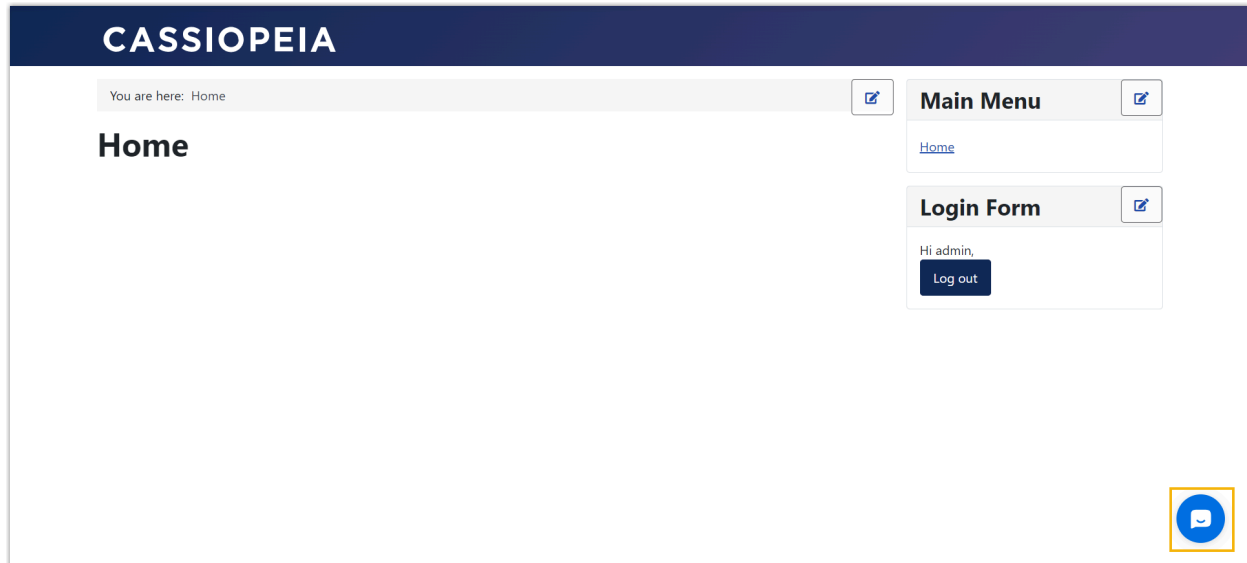 CASSIOPEIA
You are here: Home
Home
Main Menu
Home
Login Form
Hi admin,
Log out